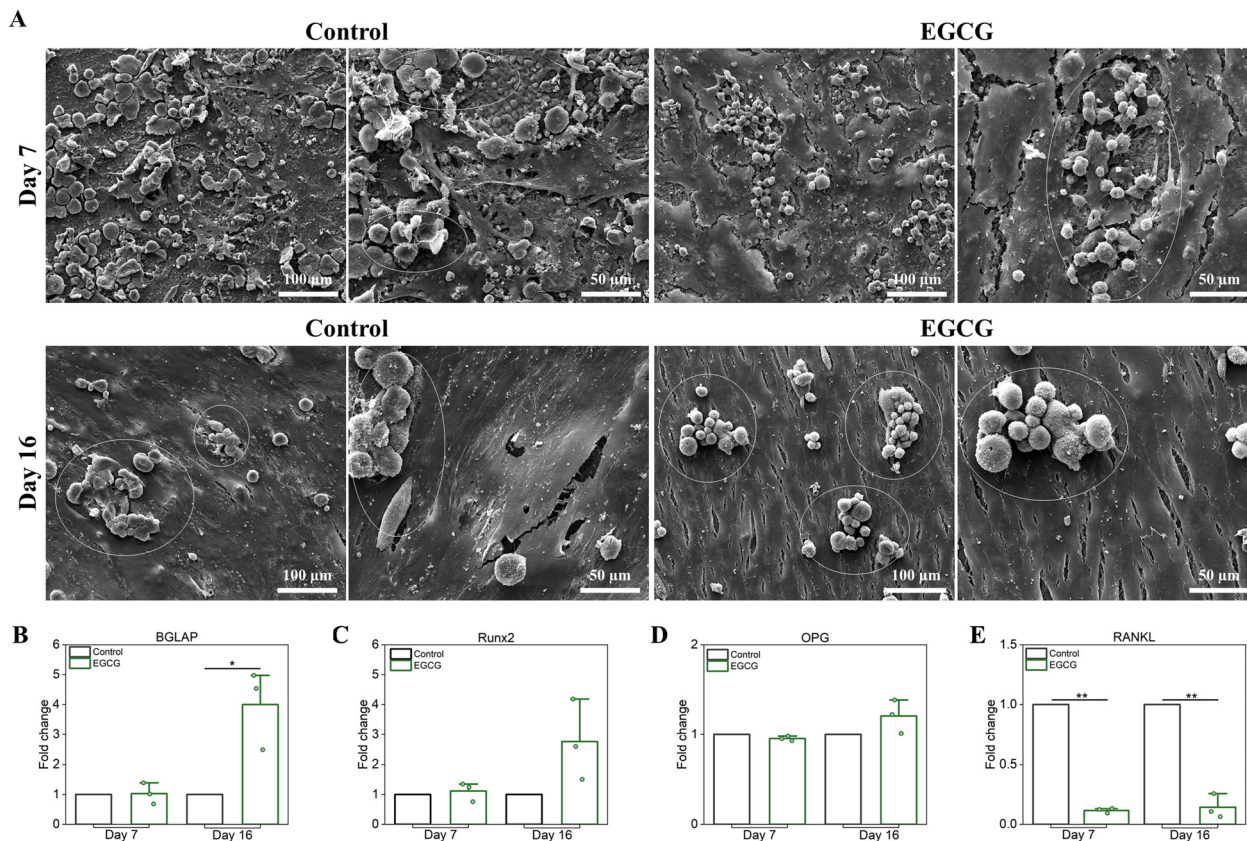 A
Control
EGCG
Day 7
100 µm
50 µm
100 µm
50 µm
Control
EGCG
Day 16
100 µm
50 µm
100 µm
50 µm
B
BGLAP
Fold change
6
5
4
3
2
1
0
Control
EGCG
*
Day 7
Day 16
C
Runx2
Fold change
6
5
4
3
2
1
0
Control
EGCG
Day 7
Day 16
D
OPG
Fold change
2
1
0
Control
EGCG
Day 7
Day 16
E
RANKL
Fold change
1.5
1.0
0.5
0.0
Control
EGCG
**
**
Day 7
Day 16